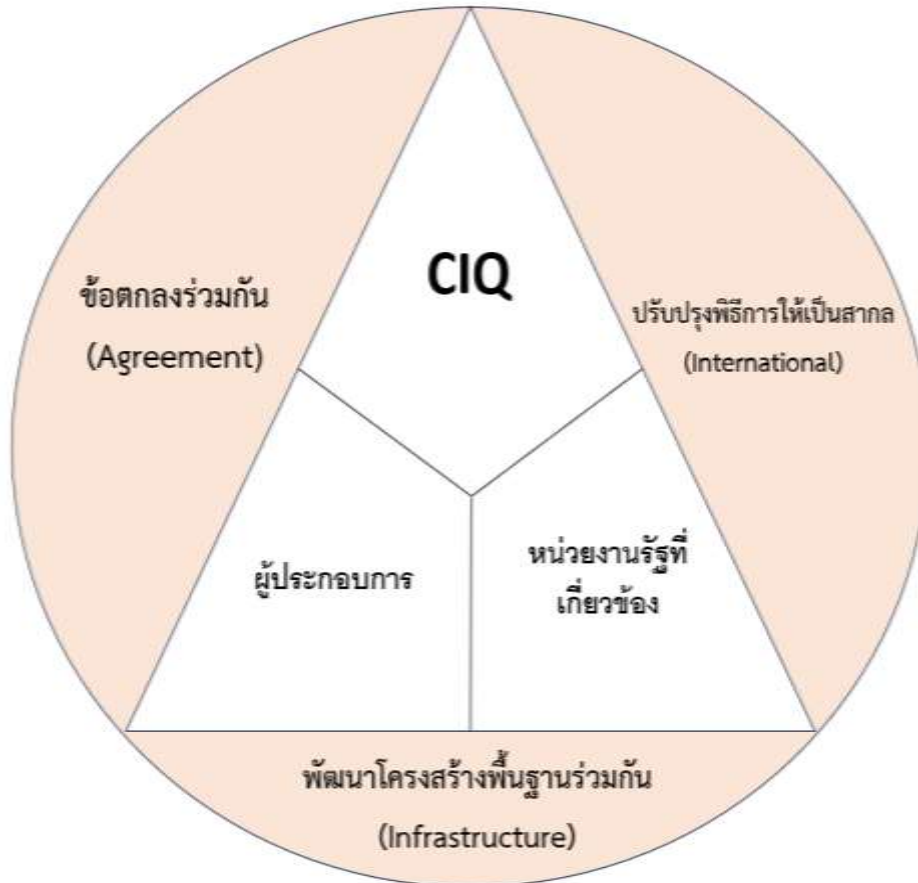 CIQ
ข้อตกลงร่วมกัน
(Agreement)
ปรับปรุงพิธีการให้เป็นสากล
(International)
ผู้ประกอบการ
หน่วยงานรัฐที่
เกี่ยวข้อง
พัฒนาโครงสร้างพื้นฐานร่วมกัน
(Infrastructure)